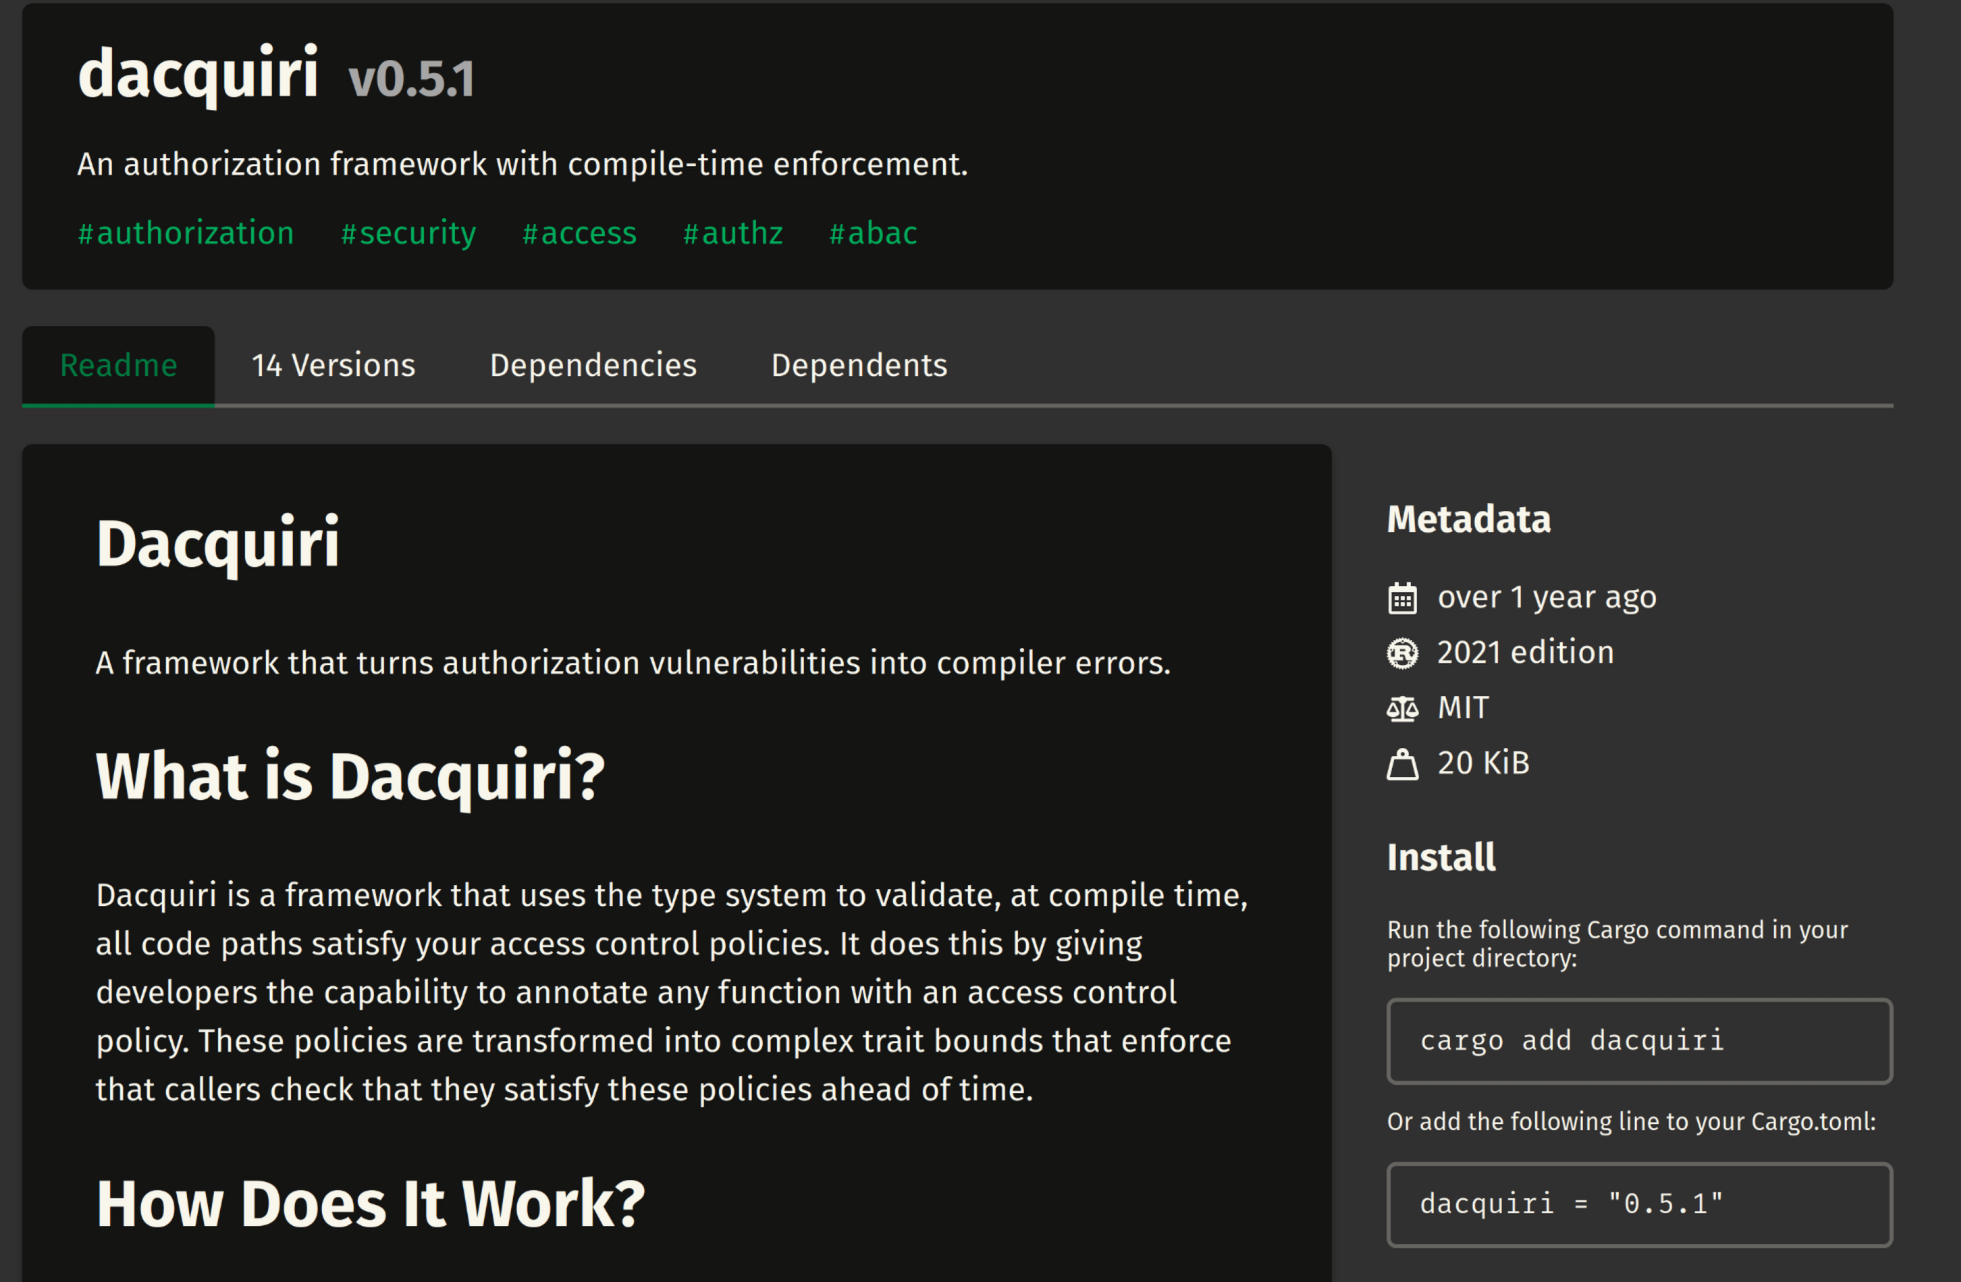 dacquiri v0.5.1
An authorization framework with compile-time enforcement.
#authorization #security #access #authz #abac
Readme 14 Versions Dependencies Dependents
Dacquiri
A framework that turns authorization vulnerabilities into compiler errors.
What is Dacquiri?
Dacquiri is a framework that uses the type system to validate, at compile time,
all code paths satisfy your access control policies. It does this by giving
developers the capability to annotate any function with an access control
policy. These policies are transformed into complex trait bounds that enforce
that callers check that they satisfy these policies ahead of time.
How Does It Work?
Metadata
over 1 year ago
2021 edition
MIT
20 KiB
Install
Run the following Cargo command in your
project directory:
cargo add dacquiri
Or add the following line to your Cargo.toml:
dacquiri = "0.5.1"